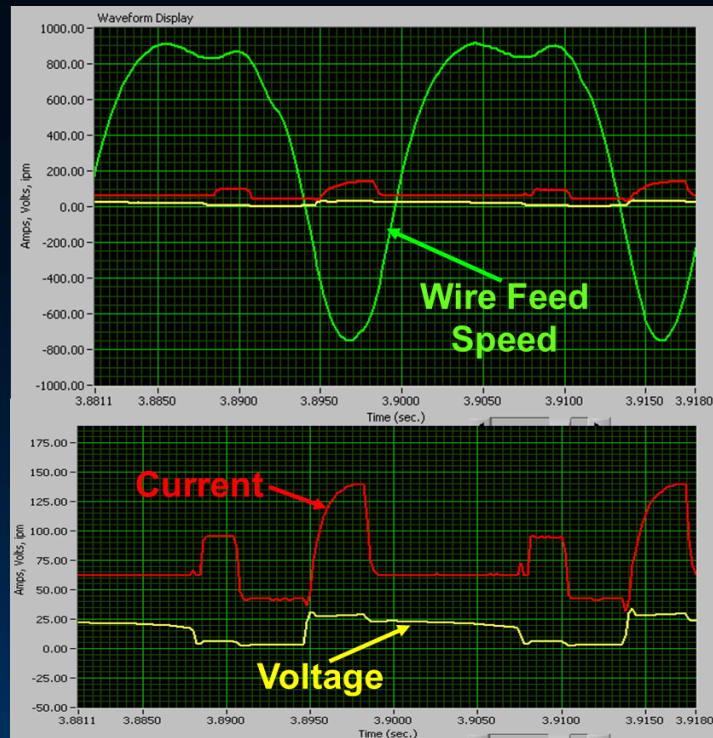 Waveform Display
1000.00
800.00
600.00
400.00
200.00
0.00
-200.00
-400.00
-600.00
-800.00
-1000.00
Amps, Volts, ipm
Wire Feed
Speed
3.8811 3.8850 3.8900 3.8950 3.9000 3.9050 3.9100 3.9150 3.9180
Time (sec.)
175.00
150.00
125.00
100.00
75.00
50.00
25.00
0.00
-25.00
-50.00
Amps, Volts, ipm
Current
Voltage
3.8811 3.8850 3.8900 3.8950 3.9000 3.9050 3.9100 3.9150 3.9180
Time (sec.)